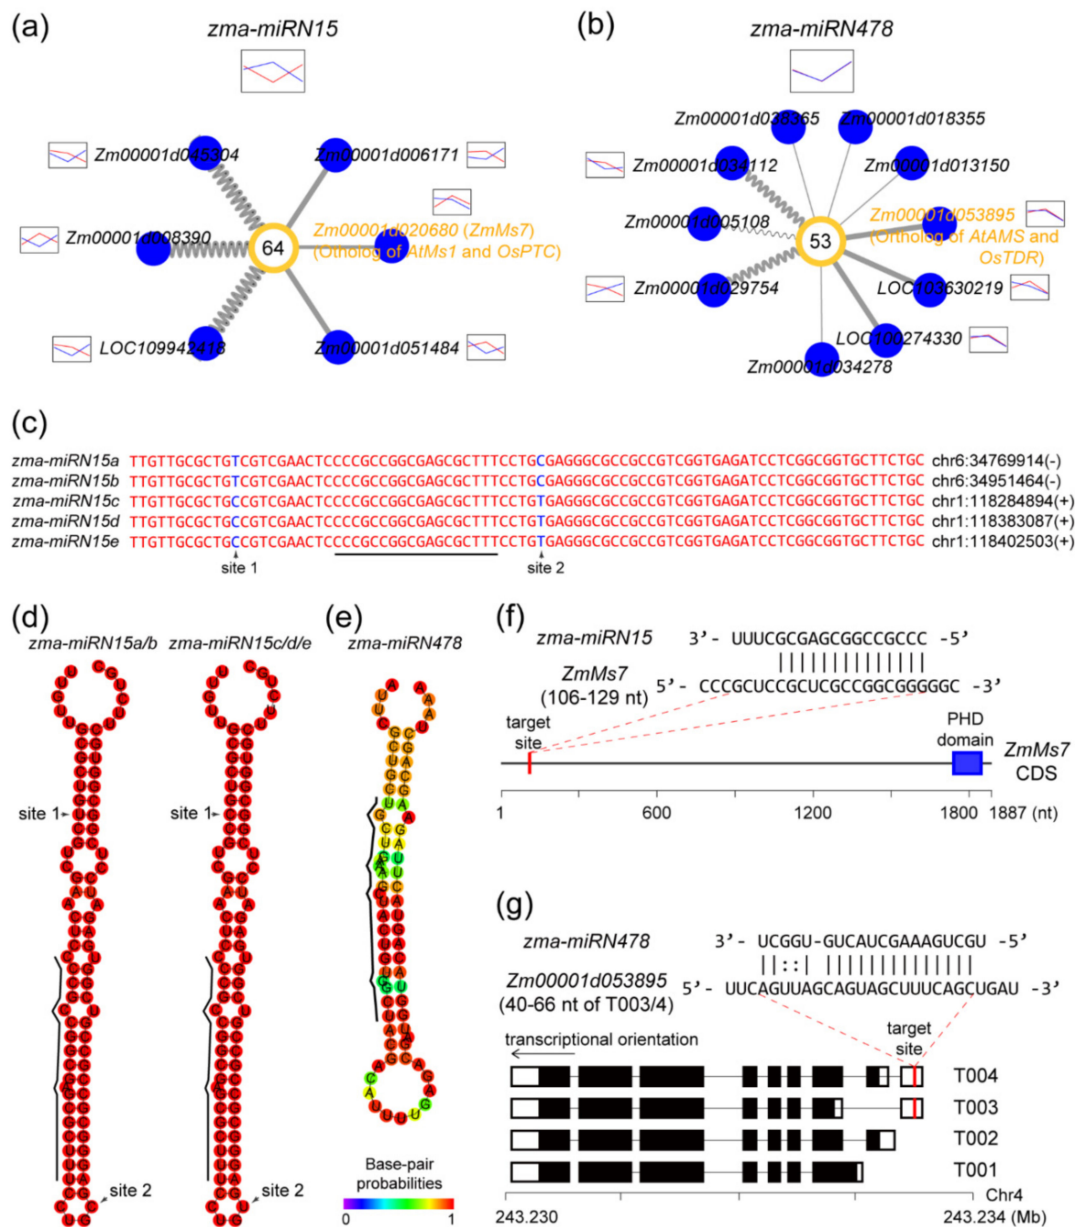 (a)
zma-miRN15
Zm00001d045304
Zm00001d006171
Zm00001d008390
64
Zm00001d020680 (ZmMs7)
(Otholog of AtMs1 and OsPTC)
LOC109942418
Zm00001d051484
(b)
zma-miRN478
Zm00001d038365
Zm00001d018355
Zm00001d034112
Zm00001d013150
Zm00001d005108
53
Zm00001d053895
(Ortholog of AtAMS and
OsTDR)
Zm00001d029754
LOC103630219
LOC100274330
Zm00001d034278
(c)
zma-miRN15a TTGTTGCGCTGTCGTCGAACTCCCCGCCGGCGAGCGCTTTCCTGCGAGGGCGCCGCCGTCGGTGAGATCCTCGGCGGTGCTTCTGC chr6:34769914(-)
zma-miRN15b TTGTTGCGCTGTCGTCGAACTCCCCGCCGGCGAGCGCTTTCCTGCGAGGGCGCCGCCGTCGGTGAGATCCTCGGCGGTGCTTCTGC chr6:34951464(-)
zma-miRN15c TTGTTGCGCTGCCGTCGAACTCCCCGCCGGCGAGCGCTTTCCTGTGAGGGCGCCGCCGTCGGTGAGATCCTCGGCGGTGCTTCTGC chr1:118284894(+)
zma-miRN15d TTGTTGCGCTGCCGTCGAACTCCCCGCCGGCGAGCGCTTTCCTGTGAGGGCGCCGCCGTCGGTGAGATCCTCGGCGGTGCTTCTGC chr1:118383087(+)
zma-miRN15e TTGTTGCGCTGCCGTCGAACTCCCCGCCGGCGAGCGCTTTCCTGTGAGGGCGCCGCCGTCGGTGAGATCCTCGGCGGTGCTTCTGC chr1:118402503(+)
site 1
site 2
(d)
zma-miRN15a/b
zma-miRN15c/d/e
site 1
site 1
site 2
site 2
(e)
zma-miRN478
Base-pair
probabilities
0 1
(f)
zma-miRN15 3’- UUUCGCGAGCGGCCGCCC -5’
ZmMs7
(106-129 nt)
5’- CCCGCUCCGCUCGCCGGCGGGGGC -3’
target
site
PHD
domain
ZmMs7
CDS
1 600 1200 1800 1887 (nt)
(g)
zma-miRN478 3’- UCGGU-GUCAUCGAAAGUCGU -5’
Zm00001d053895
(40-66 nt of T003/4)
5’- UUCAGUUAGCAGUAGCUUUCAGCUGAU -3’
transcriptional orientation
target
site
T004
T003
T002
T001
Chr4
243.230 243.234 (Mb)